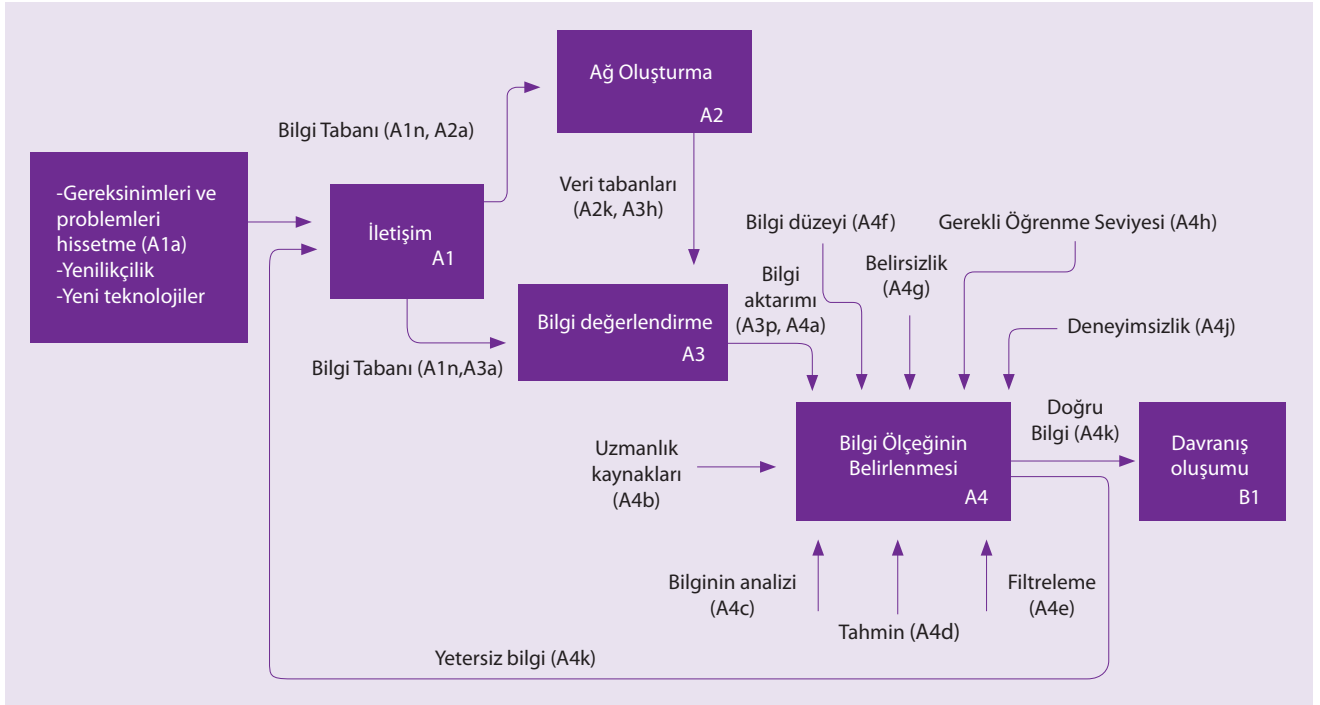 Ağ Oluşturma
A2
Bilgi Tabanı (A1n, A2a)
-Gereksinimleri ve
problemleri
hissetme (A1a)
-Yenilikçilik
-Yeni teknolojiler
İletişim
A1
Veri tabanları
(A2k, A3h)
Bilgi düzeyi (A4f)
Gerekli Öğrenme Seviyesi (A4h)
Belirsizlik
(A4g)
Bilgi
aktarımı
(A3p, A4a)
Deneyimsizlik (A4j)
Bilgi değerlendirme
A3
Bilgi Tabanı (A1n,A3a)
Uzmanlık
kaynakları
(A4b)
Bilgi Ölçeğinin
Belirlenmesi
A4
Doğru
Bilgi (A4k)
Davranış
oluşumu
B1
Bilginin analizi
(A4c)
Tahmin (A4d)
Filtreleme
(A4e)
Yetersiz bilgi (A4k)